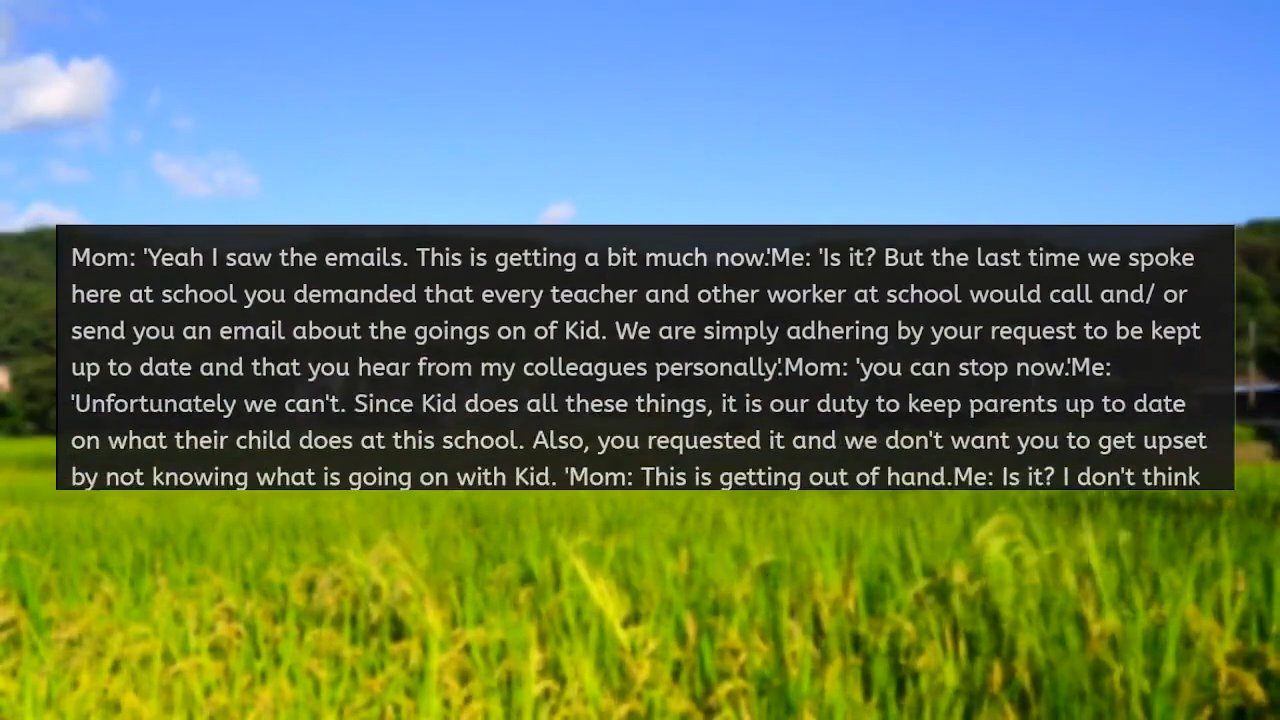 Mom: 'Yeah I saw the emails. This is getting a bit much now.'Me: 'Is it? But the last time we spoke
here at school you demanded that every teacher and other worker at school would call and/ or
send you an email about the goings on of Kid. We are simply adhering by your request to be kept
up to date and that you hear from my colleagues personally.'Mom: 'you can stop now.'Me:
'Unfortunately we can't. Since Kid does all these things, it is our duty to keep parents up to date
on what their child does at this school. Also, you requested it and we don't want you to get upset
by not knowing what is going on with Kid. 'Mom: This is getting out of hand.Me: Is it? I don't think